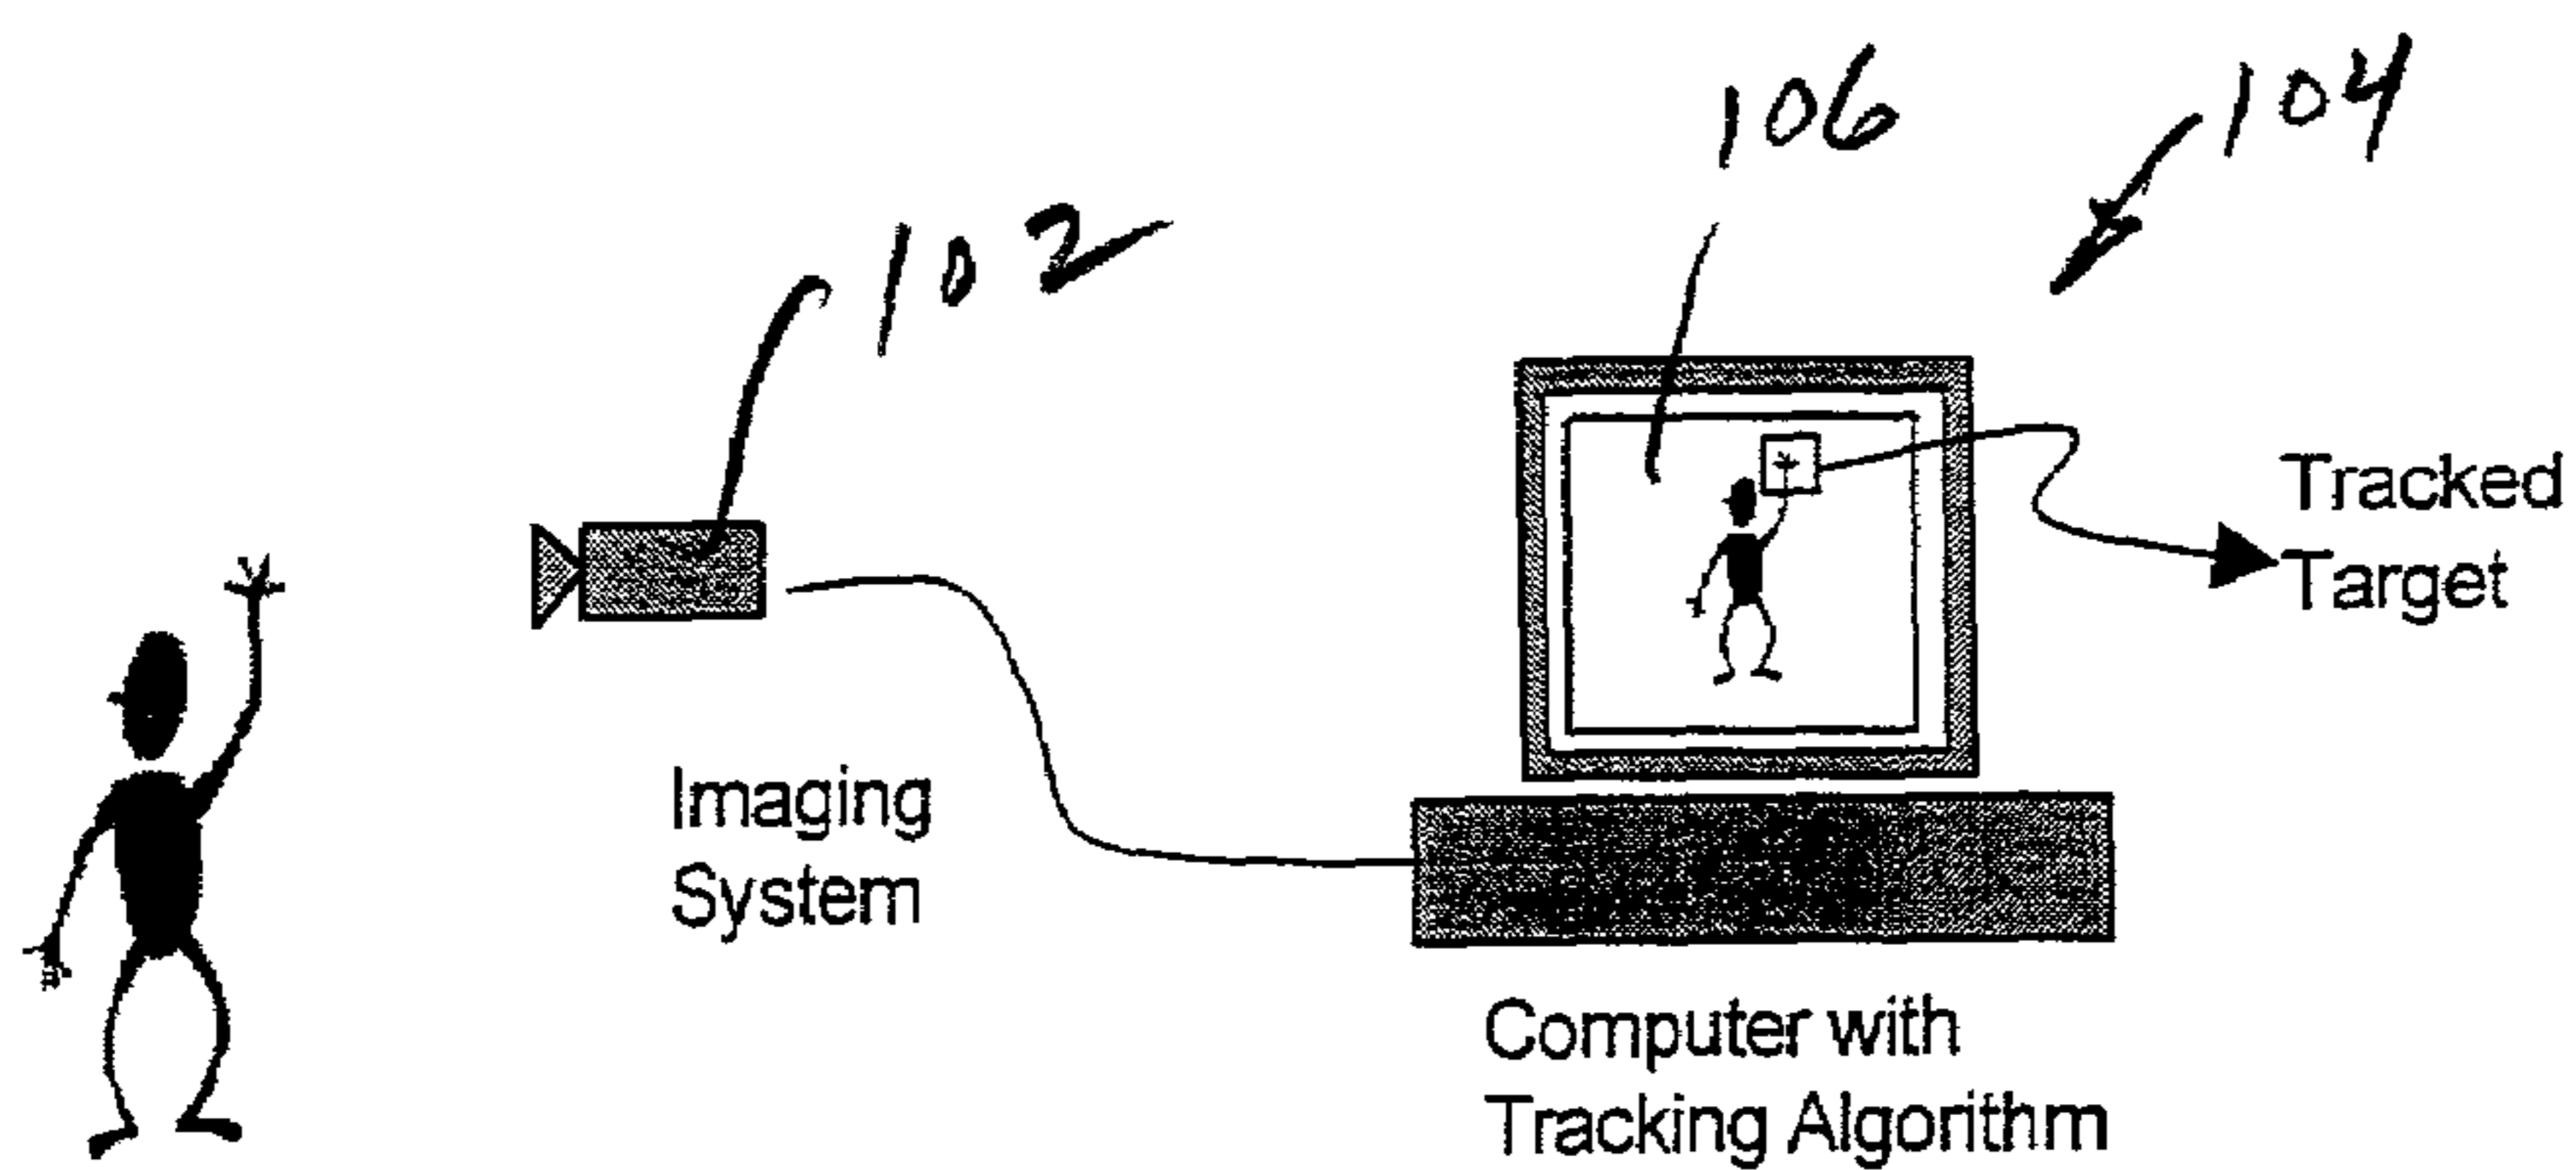 106
104
102
Tracked
Target
Imaging
System
Computer with
Tracking Algorithm